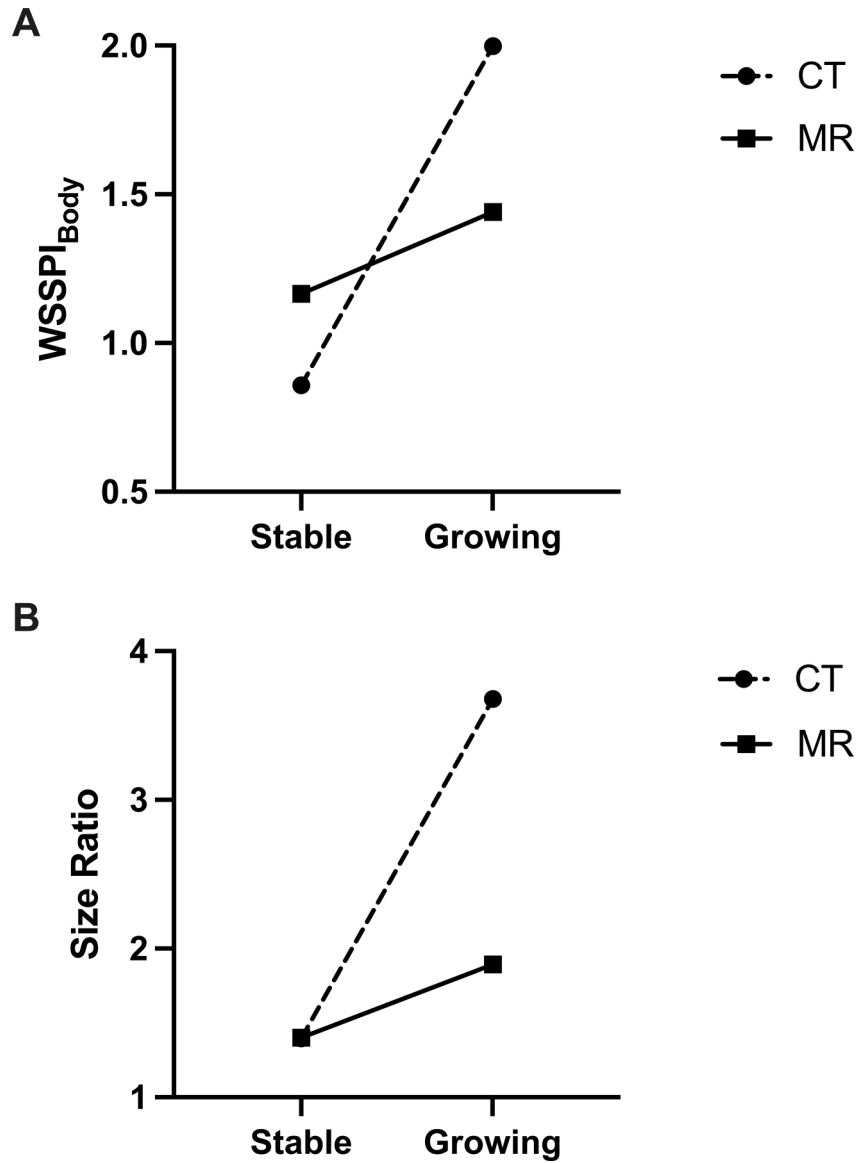 A
2.0
1.5
1.0
0.5
WSSPIBody
Stable Growing
CT
MR
B
4
3
2
1
Size Ratio
Stable Growing
CT
MR